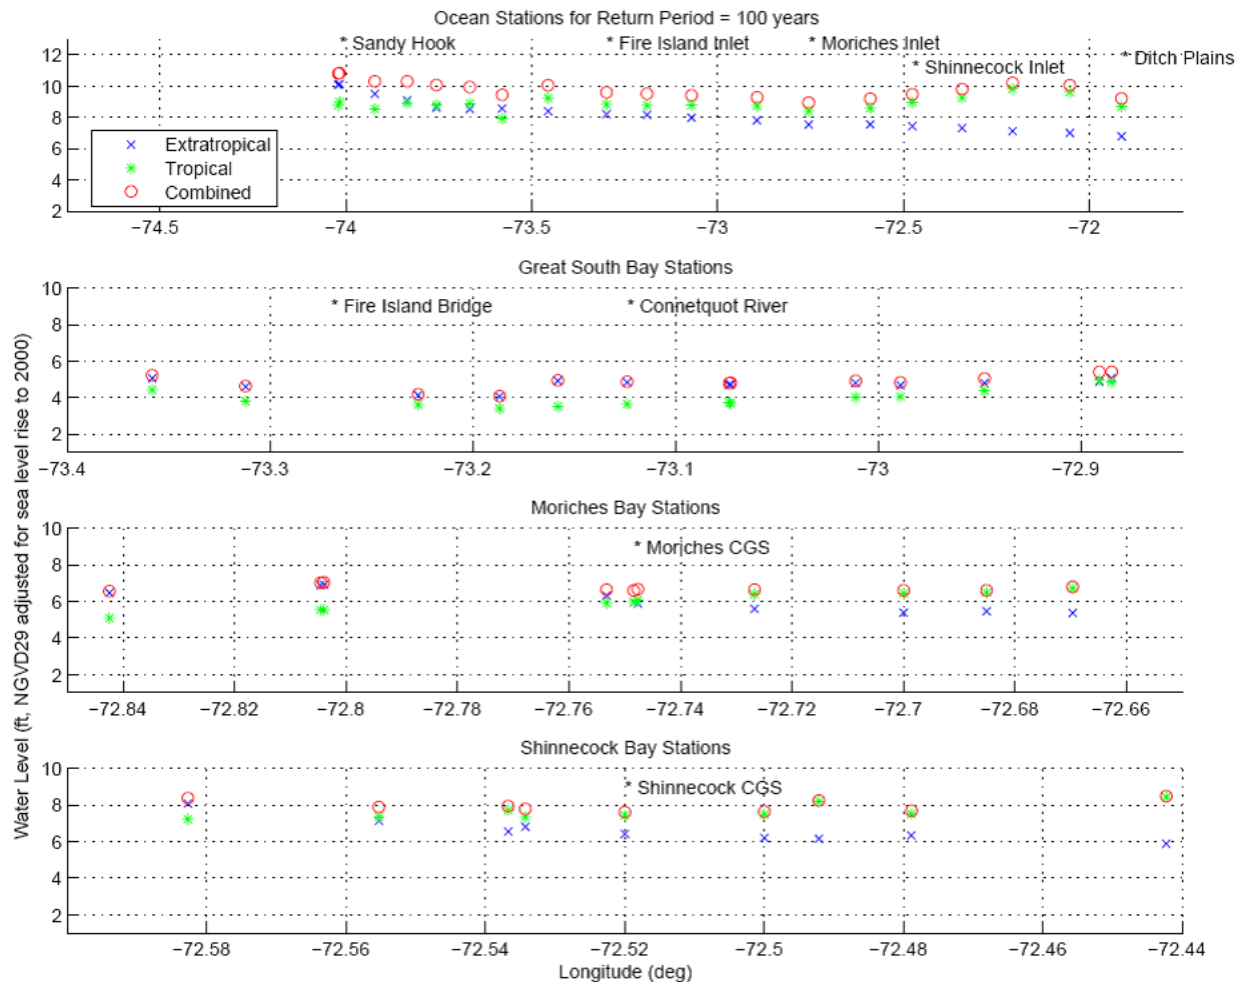 Ocean Stations for Return Period = 100 years
* Sandy Hook
* Fire Island Inlet
* Moriches Inlet
* Shinnecock Inlet
* Ditch Plains
12
10
8
6
4
2
Extratropical
Tropical
Combined
−74.5 −74 −73.5 −73 −72.5 −72
Great South Bay Stations
* Fire Island Bridge
* Connetquot River
10
8
6
4
2
−73.4 −73.3 −73.2 −73.1 −73 −72.9
Moriches Bay Stations
* Moriches CGS
10
8
6
4
2
−72.84 −72.82 −72.8 −72.78 −72.76 −72.74 −72.72 −72.7 −72.68 −72.66
Shinnecock Bay Stations
* Shinnecock CGS
10
8
6
4
2
−72.58 −72.56 −72.54 −72.52 −72.5 −72.48 −72.46 −72.44
Longitude (deg)
Water Level (ft, NGVD29 adjusted for sea level rise to 2000)